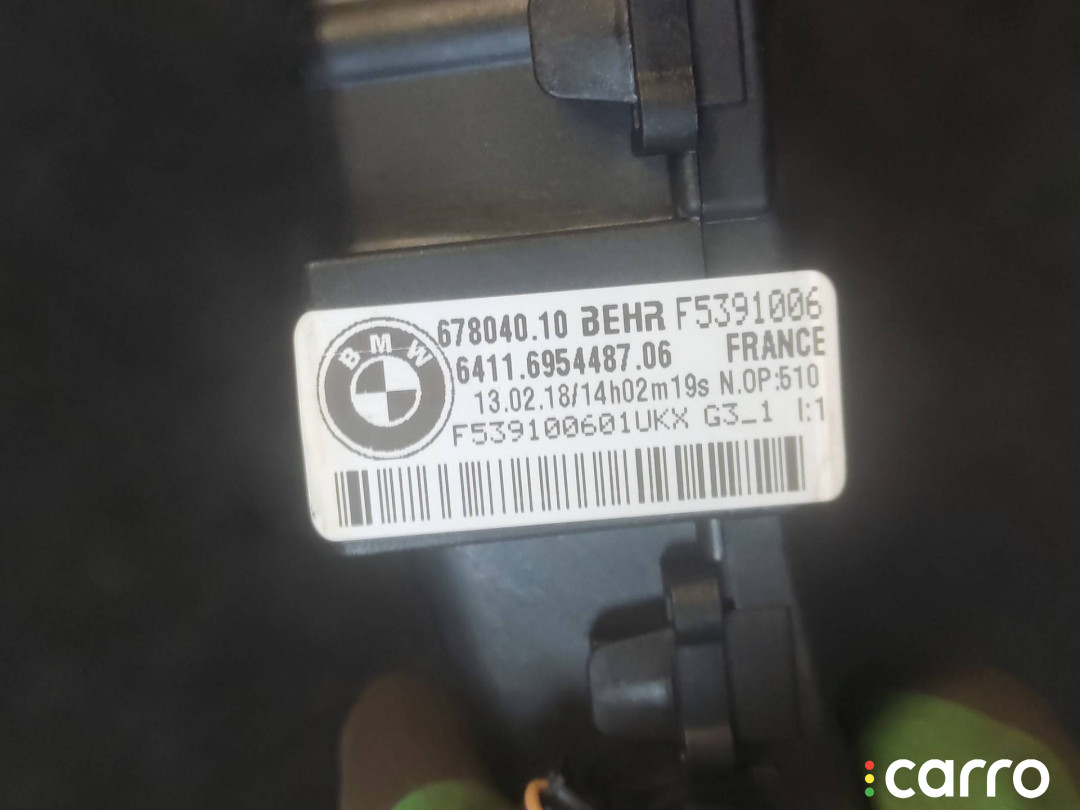 BMW
678040.10 BEHR F5391006
6411.6954487.06 FRANCE
13.02.18/14h02m19s N.OP:510
F539100601UKX G3_1 I:1
carro